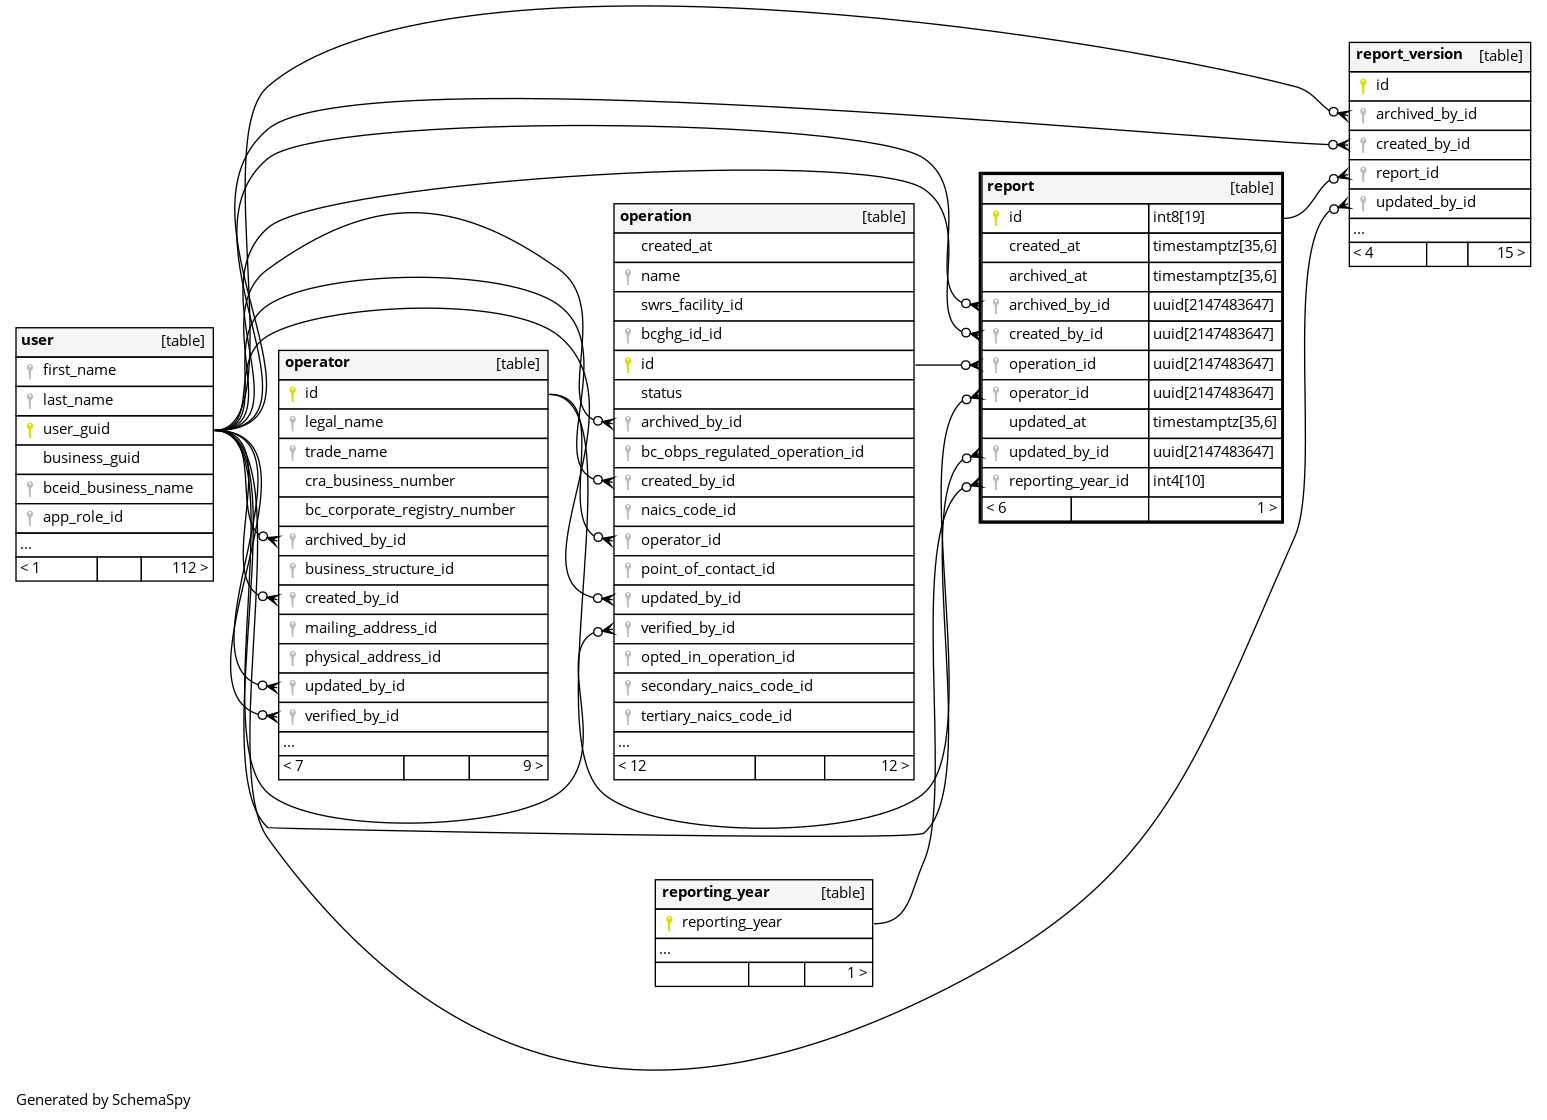 user [table]
first_name
last_name
user_guid
business_guid
bceid_business_name
app_role_id
...
< 1 112 >
operator [table]
id
legal_name
trade_name
cra_business_number
bc_corporate_registry_number
archived_by_id
business_structure_id
created_by_id
mailing_address_id
physical_address_id
updated_by_id
verified_by_id
...
< 7 9 >
operation [table]
created_at
name
swrs_facility_id
bcghg_id_id
id
status
archived_by_id
bc_obps_regulated_operation_id
created_by_id
naics_code_id
operator_id
point_of_contact_id
updated_by_id
verified_by_id
opted_in_operation_id
secondary_naics_code_id
tertiary_naics_code_id
...
< 12 12 >
report [table]
id int8[19]
created_at timestamptz[35,6]
archived_at timestamptz[35,6]
archived_by_id uuid[2147483647]
created_by_id uuid[2147483647]
operation_id uuid[2147483647]
operator_id uuid[2147483647]
updated_at timestamptz[35,6]
updated_by_id uuid[2147483647]
reporting_year_id int4[10]
< 6 1 >
report_version [table]
id
archived_by_id
created_by_id
report_id
updated_by_id
...
< 4 15 >
reporting_year [table]
reporting_year
...
1 >
Generated by SchemaSpy